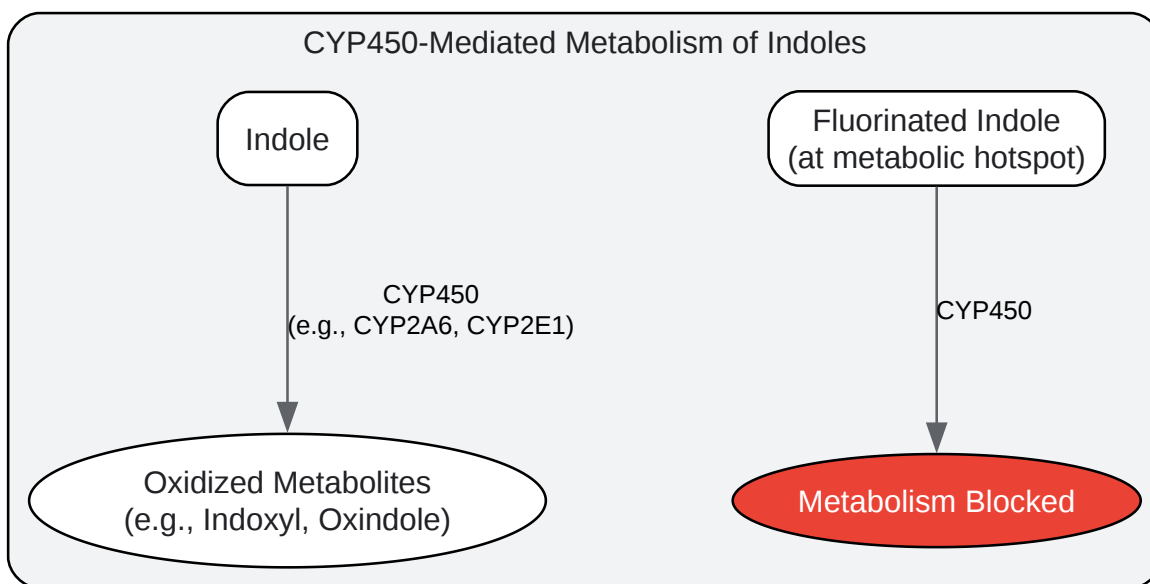 CYP450-Mediated Metabolism of Indoles
Indole
Fluorinated Indole
(at metabolic hotspot)
CYP450
(e.g., CYP2A6, CYP2E1)
CYP450
Oxidized Metabolites
(e.g., Indoxyl, Oxindole)
Metabolism Blocked